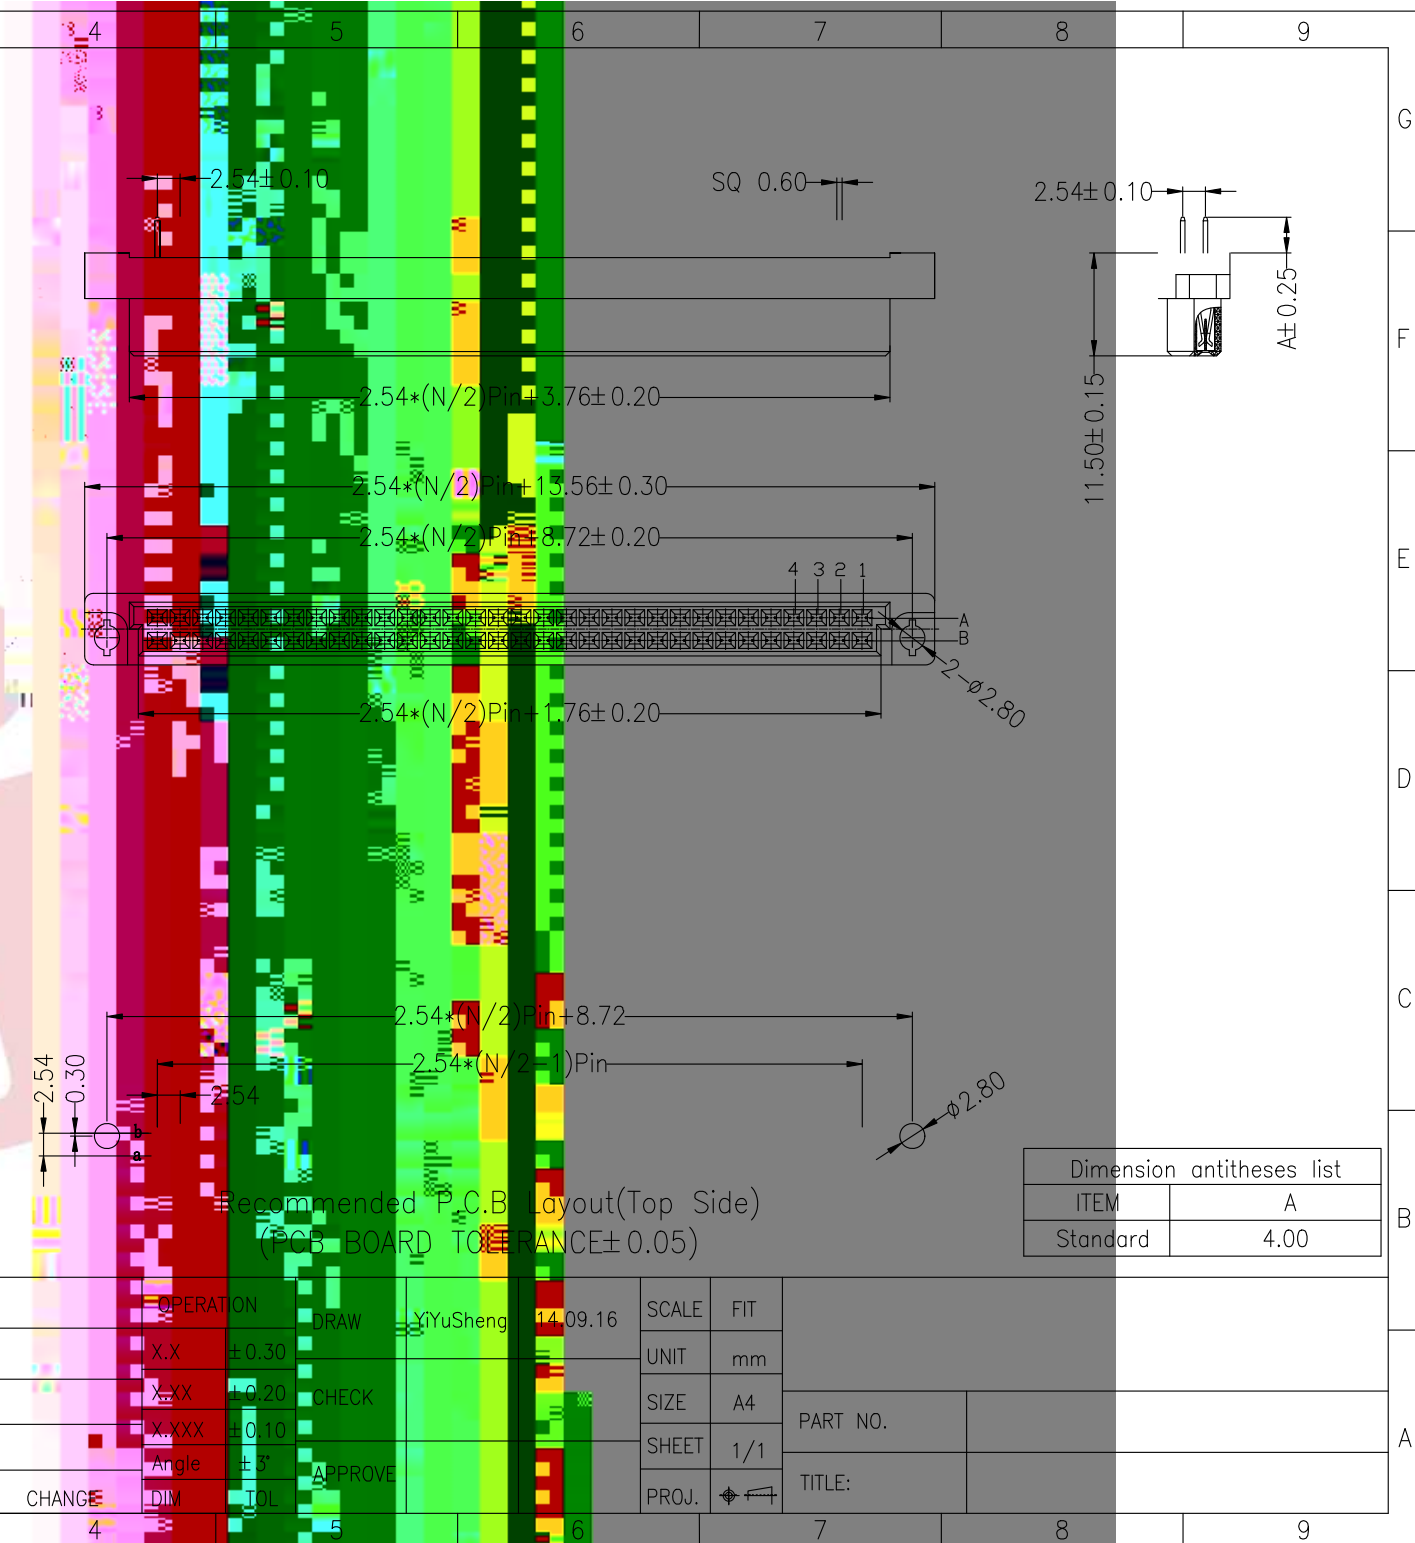 4 5 6 7 8 9
G
2.54±0.10
SQ 0.60
2.54±0.10
A±0.25
F
11.50±0.15
2.54*(N/2)Pin+3.76±0.20
2.54*(N/2)Pin+13.56±0.30
2.54*(N/2)Pin+8.72±0.20
E
4 3 2 1
A
B
2-ø2.80
2.54*(N/2)Pin+1.76±0.20
D
C
2.54*(N/2)Pin+8.72
2.54*(N/2-1)Pin
2.54
0.30
2.54
ø2.80
b
a
Recommended P.C.B Layout(Top Side)
(PCB BOARD TOLERANCE±0.05)
Dimension antitheses list
ITEM A
Standard 4.00
B
OPERATION
X.X ±0.30
X.XX ±0.20
X.XXX ±0.10
Angle ±3°
DIM TOL
CHANGE
DRAW YiYuSheng 14.09.16
CHECK
APPROVE
SCALE FIT
UNIT mm
SIZE A4
SHEET 1/1
PROJ.
PART NO.
TITLE:
A
4 5 6 7 8 9